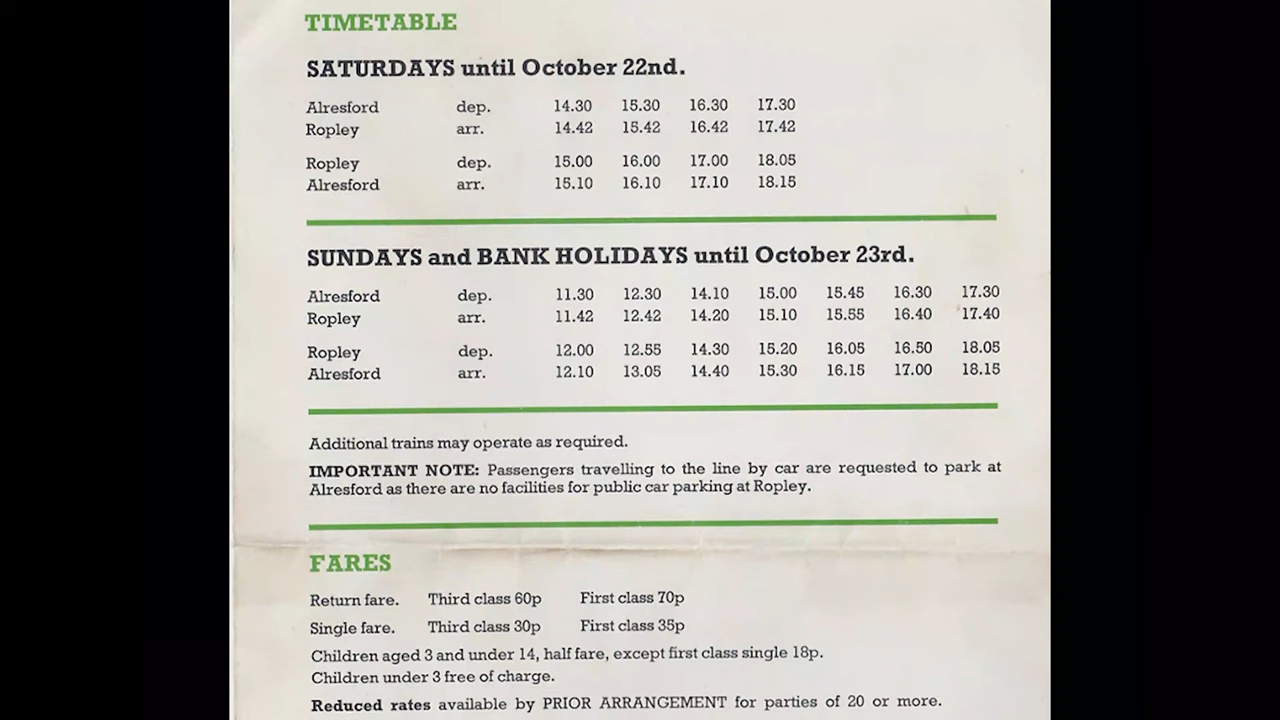 TIMETABLE
SATURDAYS until October 22nd.
Alresford dep. 14.30 15.30 16.30 17.30
Ropley arr. 14.42 15.42 16.42 17.42
Ropley dep. 15.00 16.00 17.00 18.05
Alresford arr. 15.10 16.10 17.10 18.15
SUNDAYS and BANK HOLIDAYS until October 23rd.
Alresford dep. 11.30 12.30 14.10 15.00 15.45 16.30 17.30
Ropley arr. 11.42 12.42 14.20 15.10 15.55 16.40 17.40
Ropley dep. 12.00 12.55 14.30 15.20 16.05 16.50 18.05
Alresford arr. 12.10 13.05 14.40 15.30 16.15 17.00 18.15
Additional trains may operate as required.
IMPORTANT NOTE: Passengers travelling to the line by car are requested to park at
Alresford as there are no facilities for public car parking at Ropley.
FARES
Return fare. Third class 60p First class 70p
Single fare. Third class 30p First class 35p
Children aged 3 and under 14, half fare, except first class single 18p.
Children under 3 free of charge.
Reduced rates available by PRIOR ARRANGEMENT for parties of 20 or more.